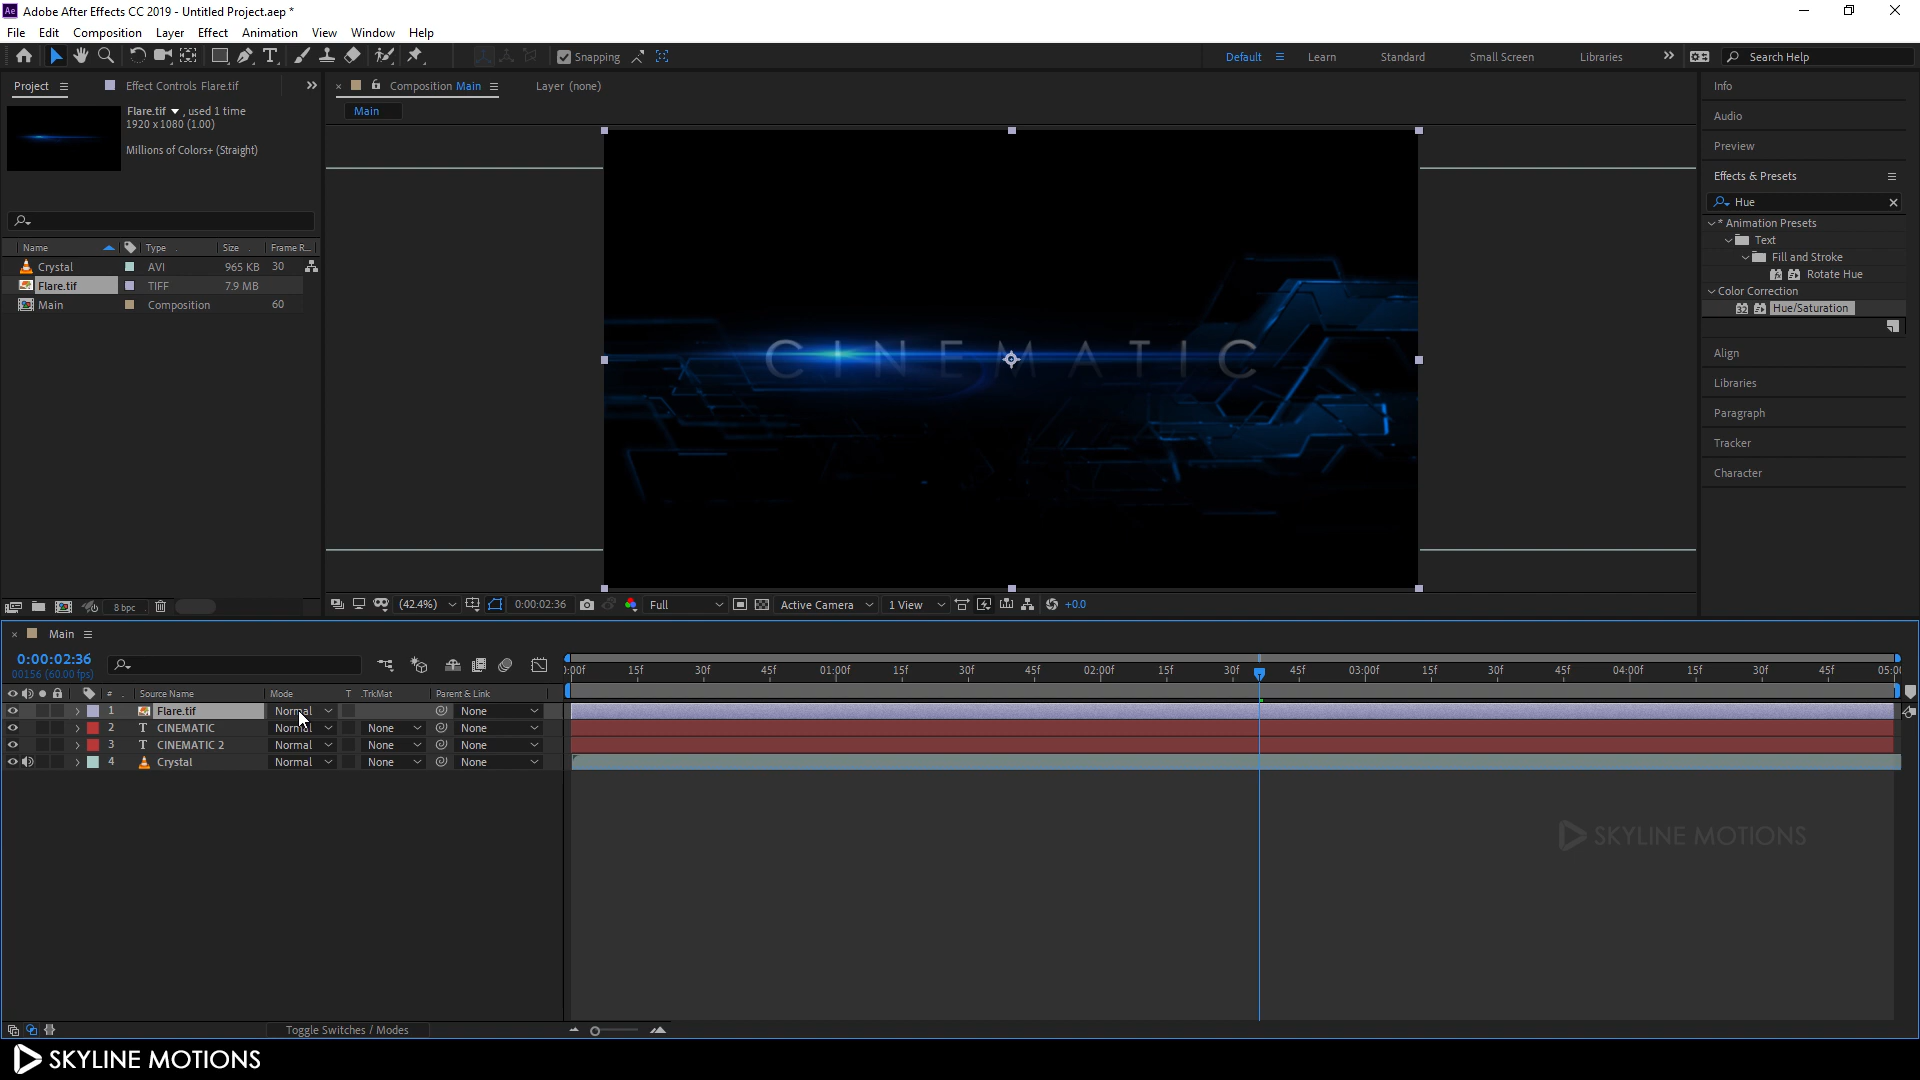 Ae Adobe After Effects CC 2019 - Untitled Project.aep *
File Edit Composition Layer Effect Animation View Window Help
Snapping Default Learn Standard Small Screen Libraries Search Help
Project Effect Controls Flare.tif
Composition Main Layer (none)
Main
Flare.tif , used 1 time
1920 x 1080 (1.00)
Millions of Colors+ (Straight)
Name Type Size Frame R...
Crystal AVI 965 KB 30
Flare.tif TIFF 7.9 MB
Main Composition 60
8 bpc
CINEMATIC
(42.4%) 0:00:02:36 Full Active Camera 1 View +0.0
Info
Audio
Preview
Effects & Presets
Hue
* Animation Presets
Text
Fill and Stroke
Rotate Hue
Color Correction
32 Hue/Saturation
Align
Libraries
Paragraph
Tracker
Character
Main
0:00:02:36
00156 (60.00 fps)
):00f 15f 30f 45f 01:00f 15f 30f 45f 02:00f 15f 30f 45f 03:00f 15f 30f 45f 04:00f 15f 30f 45f 05:00
# Source Name Mode T .TrkMat Parent & Link
1 Flare.tif Normal None
2 T CINEMATIC Normal None None
3 T CINEMATIC 2 Normal None None
4 Crystal Normal None None
SKYLINE MOTIONS
Toggle Switches / Modes
SKYLINE MOTIONS